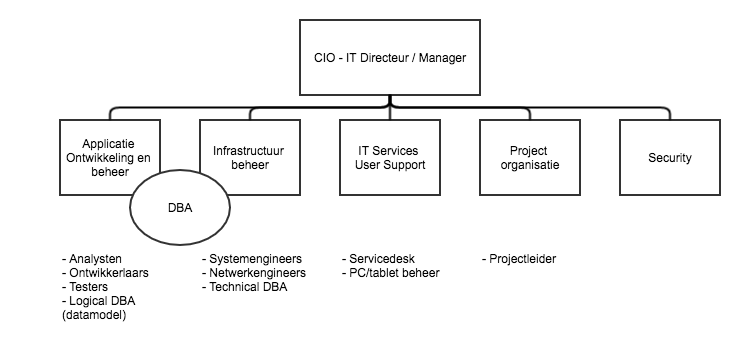 CIO - IT Directeur / Manager
Applicatie
Ontwikkeling en
beheer
Infrastructuur
beheer
IT Services
User Support
Project
organisatie
Security
DBA
- Analysten
- Ontwikkerlaars
- Testers
- Logical DBA
(datamodel)
- Systemengineers
- Netwerkengineers
- Technical DBA
- Servicedesk
- PC/tablet beheer
- Projectleider